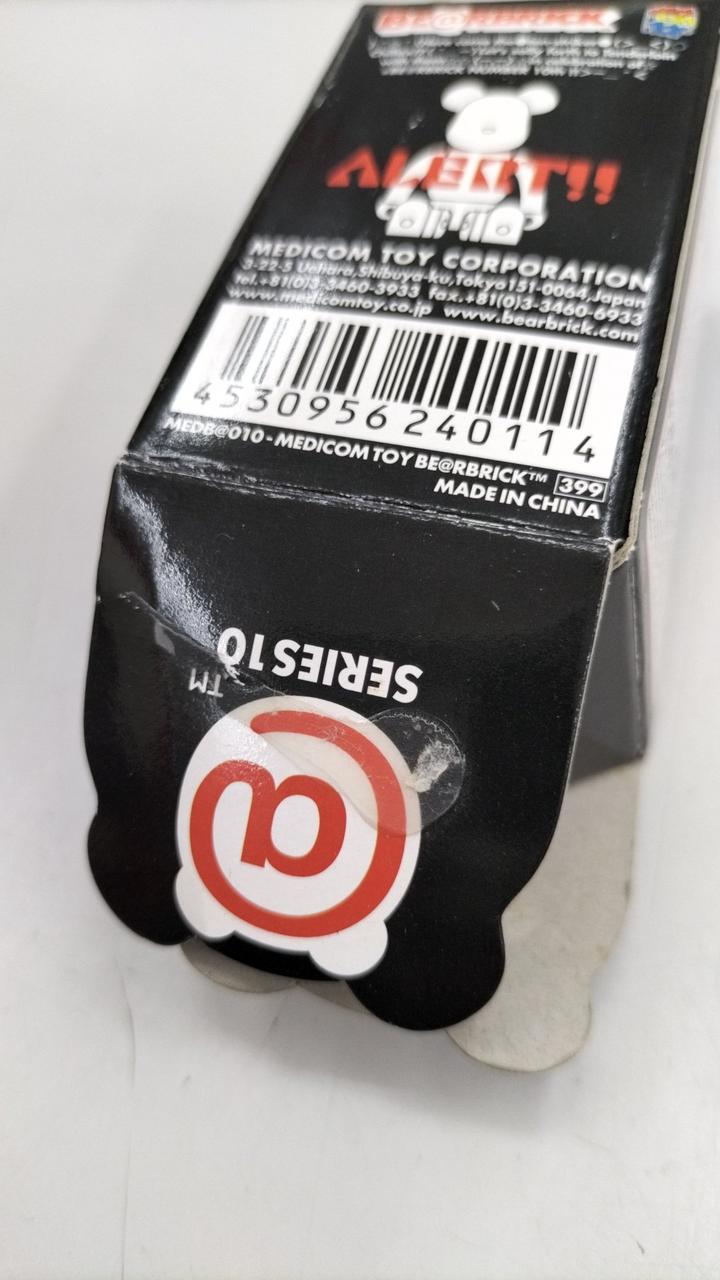 BE@RBRICK
ALERT!!
MEDICOM TOY CORPORATION
3-22-5 Uehara,Shibuya-ku,Tokyo151-0064,Japan
Tel.+81(0)3-3460-3933 fax.+81(0)3-3460-6933
www.medicomtoy.co.jp www.bearbrick.com
4530956240114
MEDB@010-MEDICOM TOY BE@RBRICK™ 399
MADE IN CHINA
SERIES 10
TM
a